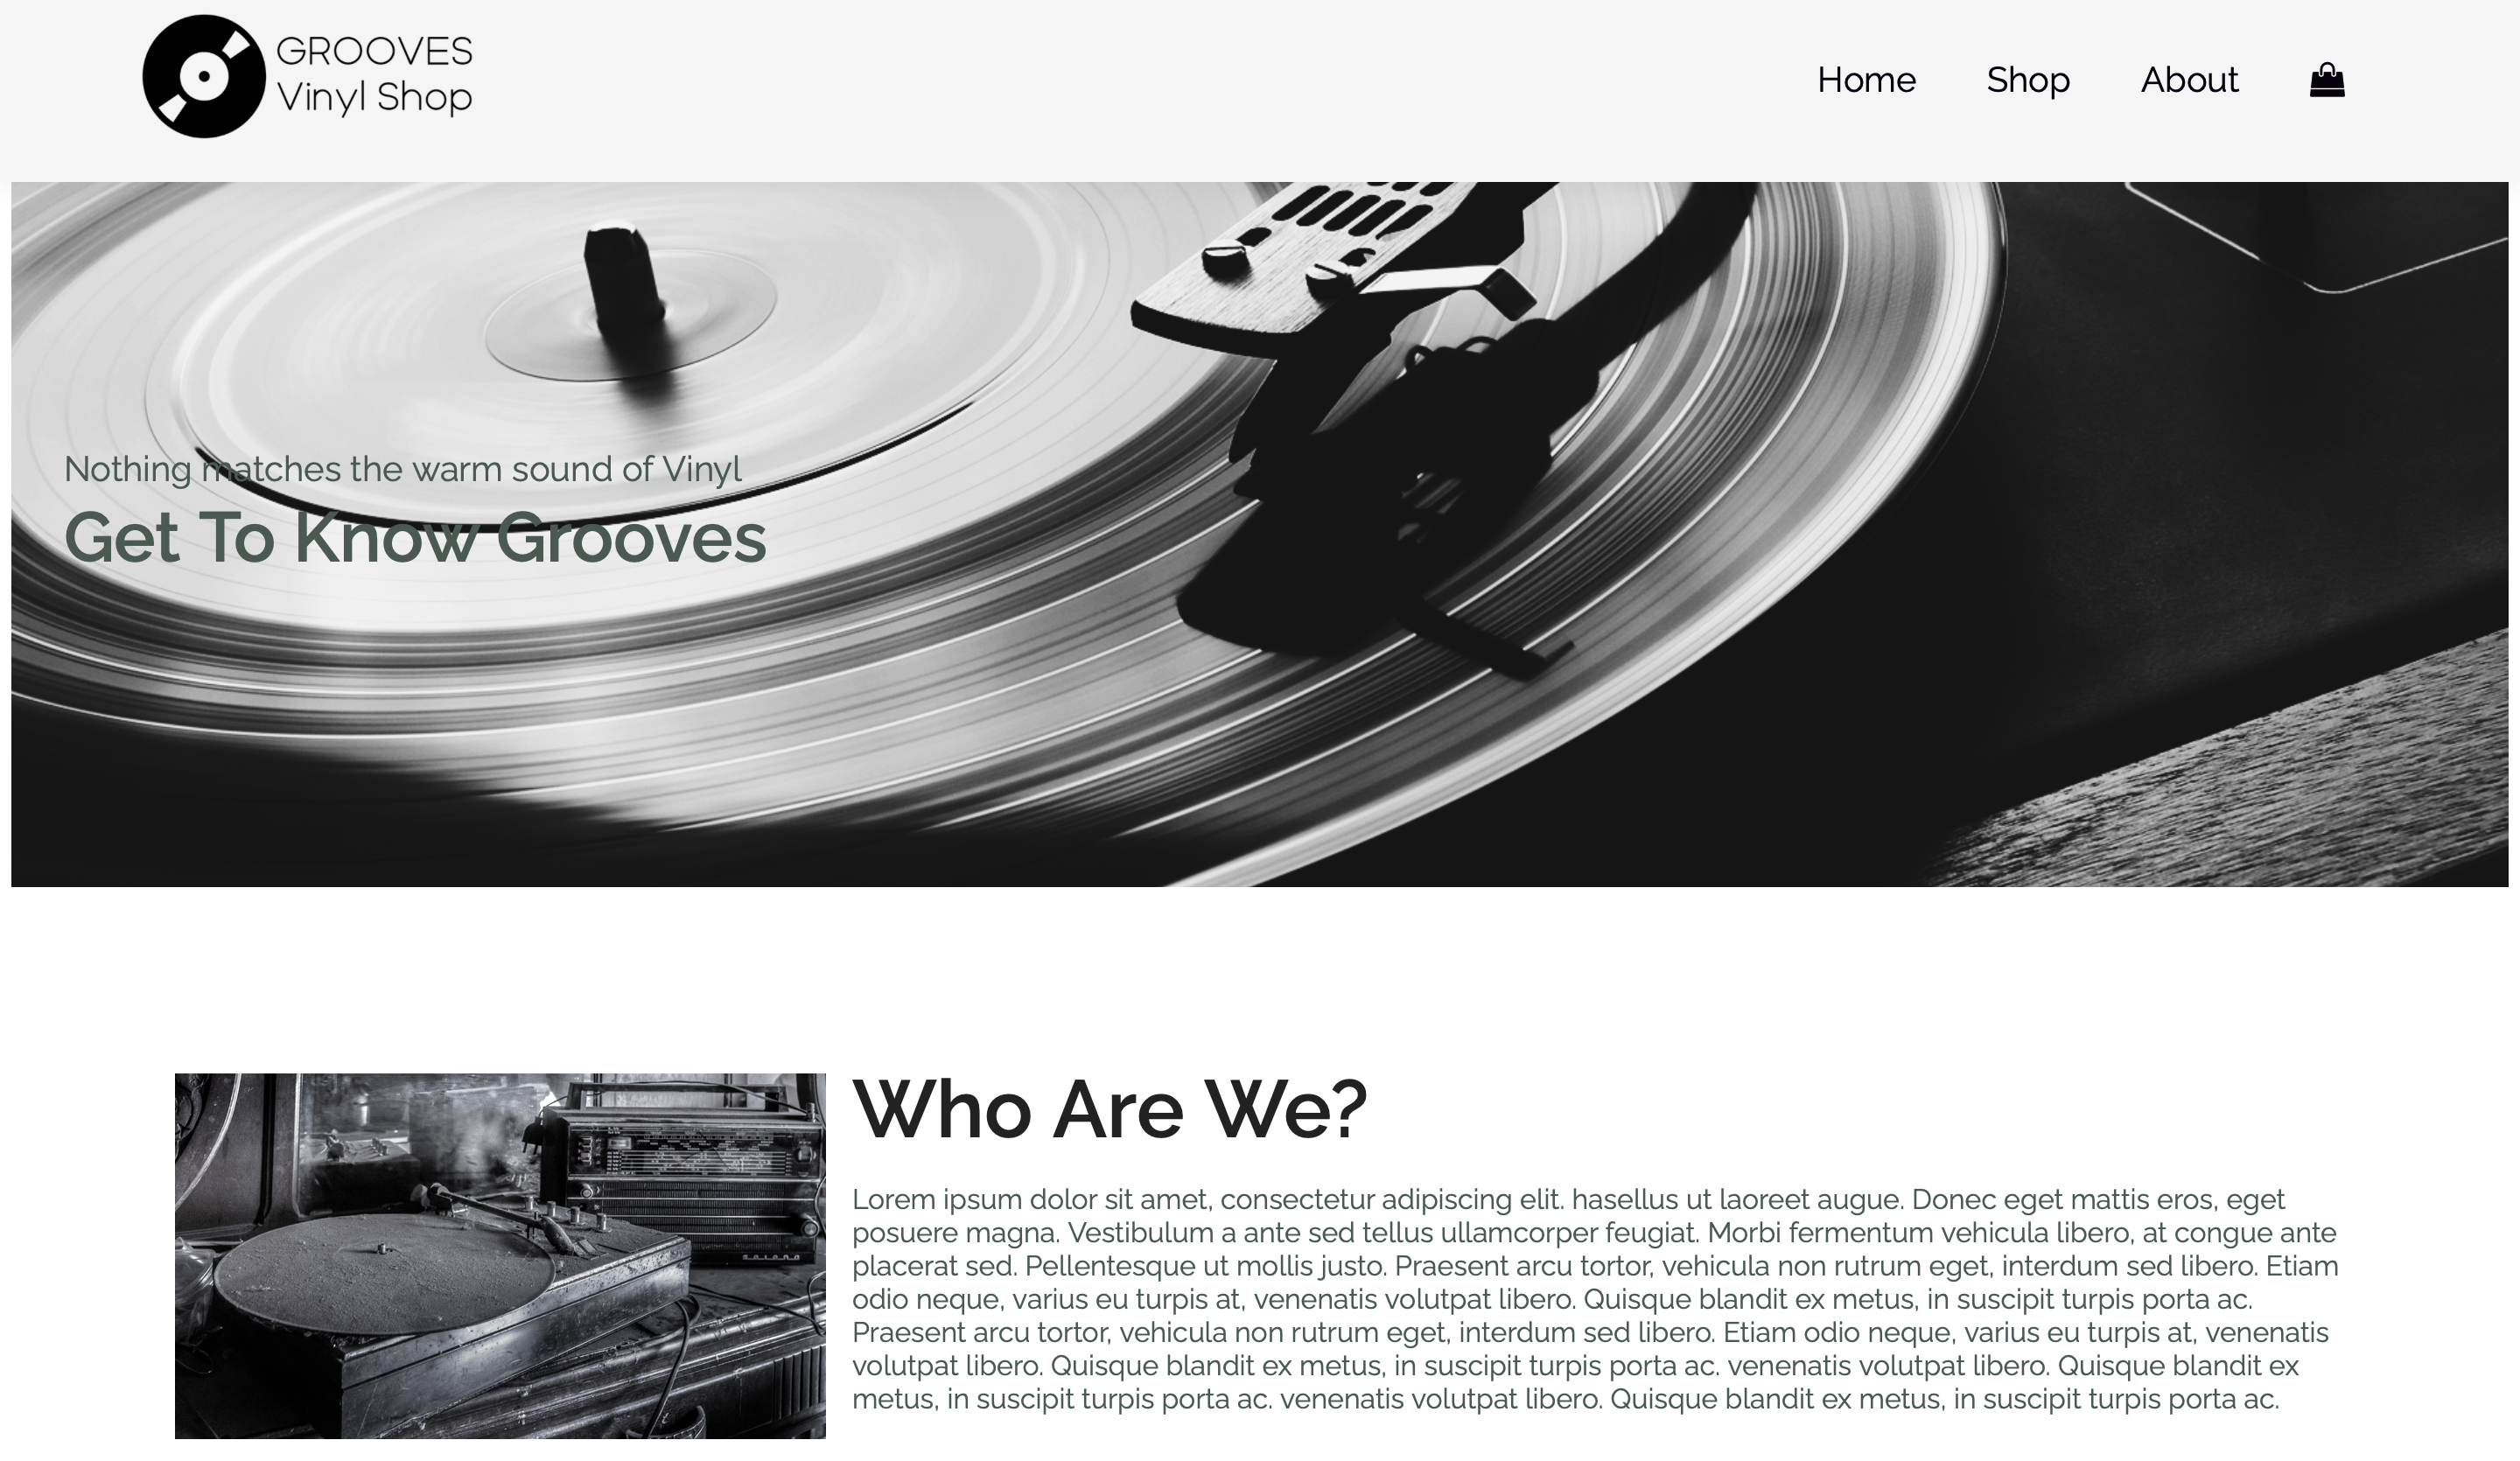 GROOVES
Vinyl Shop
Home Shop About
Nothing matches the warm sound of Vinyl
Get To Know Grooves
Who Are We?
Lorem ipsum dolor sit amet, consectetur adipiscing elit. hasellus ut laoreet augue. Donec eget mattis eros, eget
posuere magna. Vestibulum a ante sed tellus ullamcorper feugiat. Morbi fermentum vehicula libero, at congue ante
placerat sed. Pellentesque ut mollis justo. Praesent arcu tortor, vehicula non rutrum eget, interdum sed libero. Etiam
odio neque, varius eu turpis at, venenatis volutpat libero. Quisque blandit ex metus, in suscipit turpis porta ac.
Praesent arcu tortor, vehicula non rutrum eget, interdum sed libero. Etiam odio neque, varius eu turpis at, venenatis
volutpat libero. Quisque blandit ex metus, in suscipit turpis porta ac. venenatis volutpat libero. Quisque blandit ex
metus, in suscipit turpis porta ac. venenatis volutpat libero. Quisque blandit ex metus, in suscipit turpis porta ac.